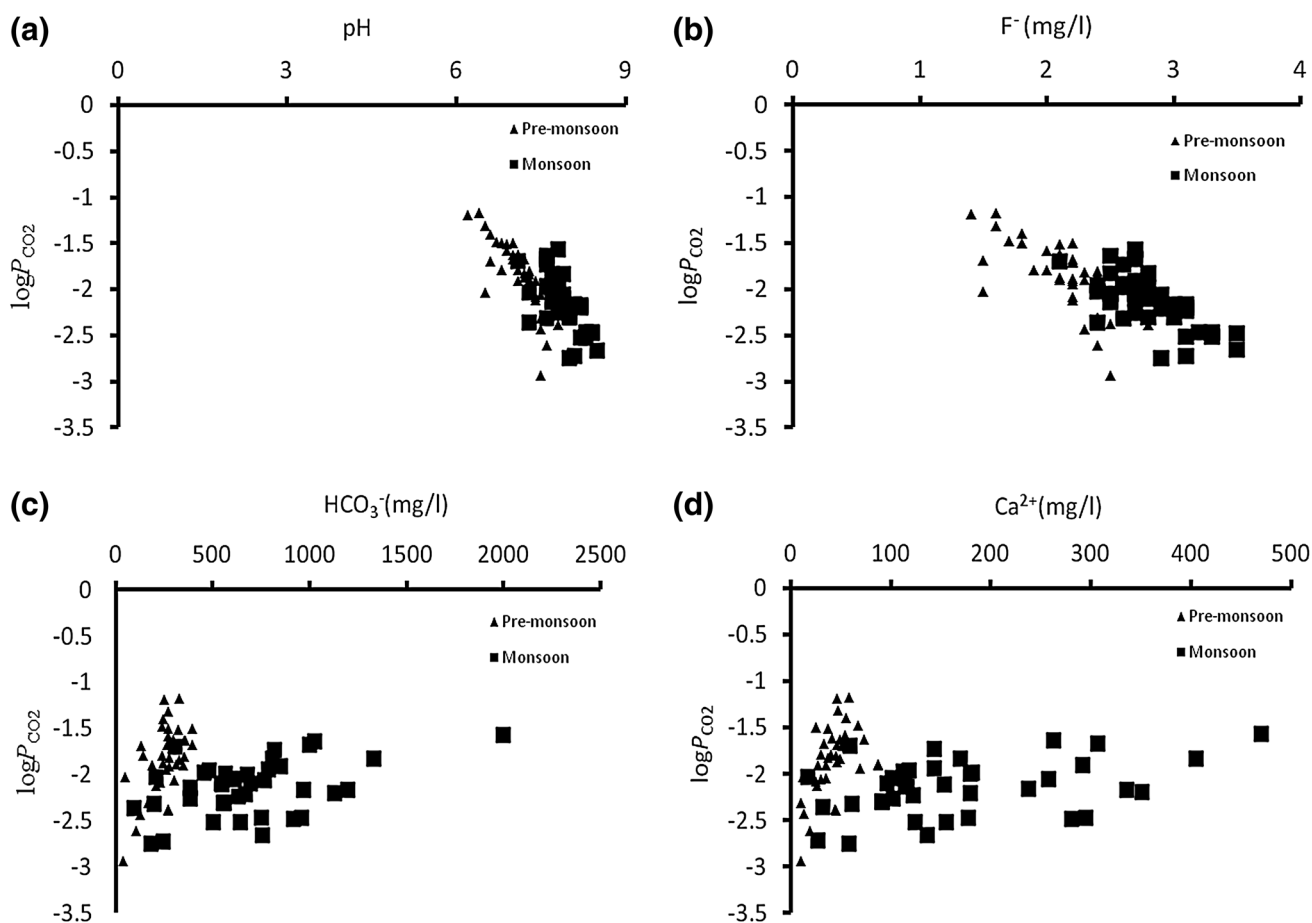 (a)
pH
0 3 6 9
0
-0.5
-1
-1.5
-2
-2.5
-3
-3.5
logPCO2
Pre-monsoon
Monsoon
(b)
F- (mg/l)
0 1 2 3 4
0
-0.5
-1
-1.5
-2
-2.5
-3
-3.5
logPCO2
Pre-monsoon
Monsoon
(c)
HCO3-(mg/l)
0 500 1000 1500 2000 2500
0
-0.5
-1
-1.5
-2
-2.5
-3
-3.5
logPCO2
Pre-monsoon
Monsoon
(d)
Ca2+(mg/l)
0 100 200 300 400 500
0
-0.5
-1
-1.5
-2
-2.5
-3
-3.5
logPCO2
Pre-monsoon
Monsoon